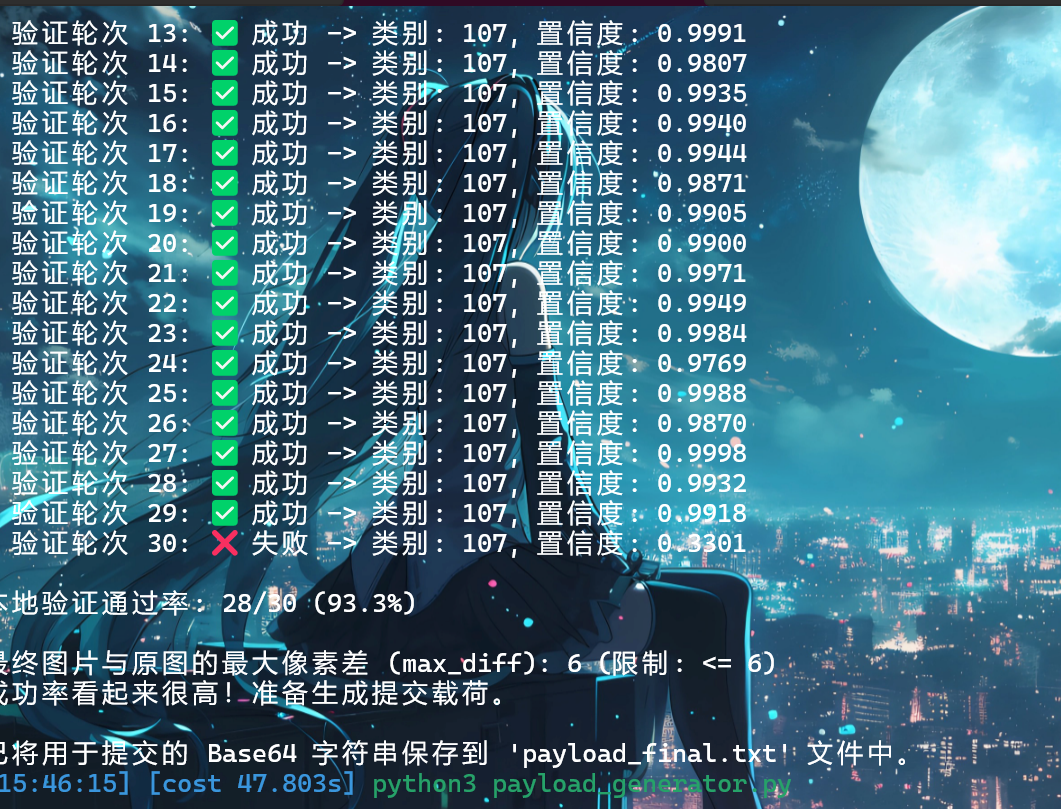 验证轮次 13: ✅ 成功 -> 类别: 107, 置信度: 0.9991
验证轮次 14: ✅ 成功 -> 类别: 107, 置信度: 0.9807
验证轮次 15: ✅ 成功 -> 类别: 107, 置信度: 0.9935
验证轮次 16: ✅ 成功 -> 类别: 107, 置信度: 0.9940
验证轮次 17: ✅ 成功 -> 类别: 107, 置信度: 0.9944
验证轮次 18: ✅ 成功 -> 类别: 107, 置信度: 0.9871
验证轮次 19: ✅ 成功 -> 类别: 107, 置信度: 0.9905
验证轮次 20: ✅ 成功 -> 类别: 107, 置信度: 0.9900
验证轮次 21: ✅ 成功 -> 类别: 107, 置信度: 0.9971
验证轮次 22: ✅ 成功 -> 类别: 107, 置信度: 0.9949
验证轮次 23: ✅ 成功 -> 类别: 107, 置信度: 0.9984
验证轮次 24: ✅ 成功 -> 类别: 107, 置信度: 0.9769
验证轮次 25: ✅ 成功 -> 类别: 107, 置信度: 0.9988
验证轮次 26: ✅ 成功 -> 类别: 107, 置信度: 0.9870
验证轮次 27: ✅ 成功 -> 类别: 107, 置信度: 0.9998
验证轮次 28: ✅ 成功 -> 类别: 107, 置信度: 0.9932
验证轮次 29: ✅ 成功 -> 类别: 107, 置信度: 0.9918
验证轮次 30: ❌ 失败 -> 类别: 107, 置信度: 0.3301
本地验证通过率: 28/30 (93.3%)
最终图片与原图的最大像素差 (max_diff): 6 (限制: <= 6)
成功率看起来很高! 准备生成提交载荷。
已将用于提交的 Base64 字符串保存到 'payload_final.txt' 文件中。
15:46:15] [cost 47.803s] python3 payload_generator.py